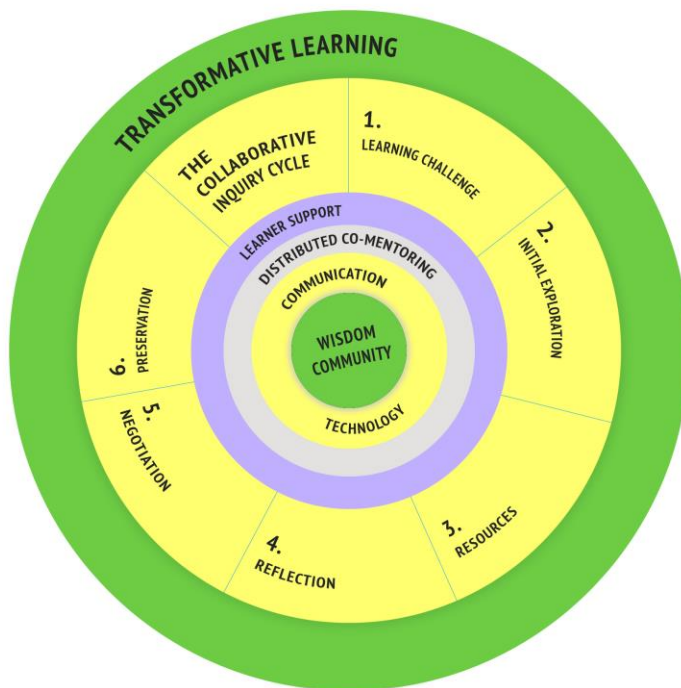 TRANSFORMATIVE LEARNING
THE
COLLABORATIVE
INQUIRY CYCLE
1.
LEARNING CHALLENGE
2.
INITIAL EXPLORATION
3.
RESOURCES
4.
REFLECTION
5.
NEGOTIATION
6.
PRESERVATION
LEARNER SUPPORT
DISTRIBUTED CO-MENTORING
COMMUNICATION
WISDOM
COMMUNITY
TECHNOLOGY